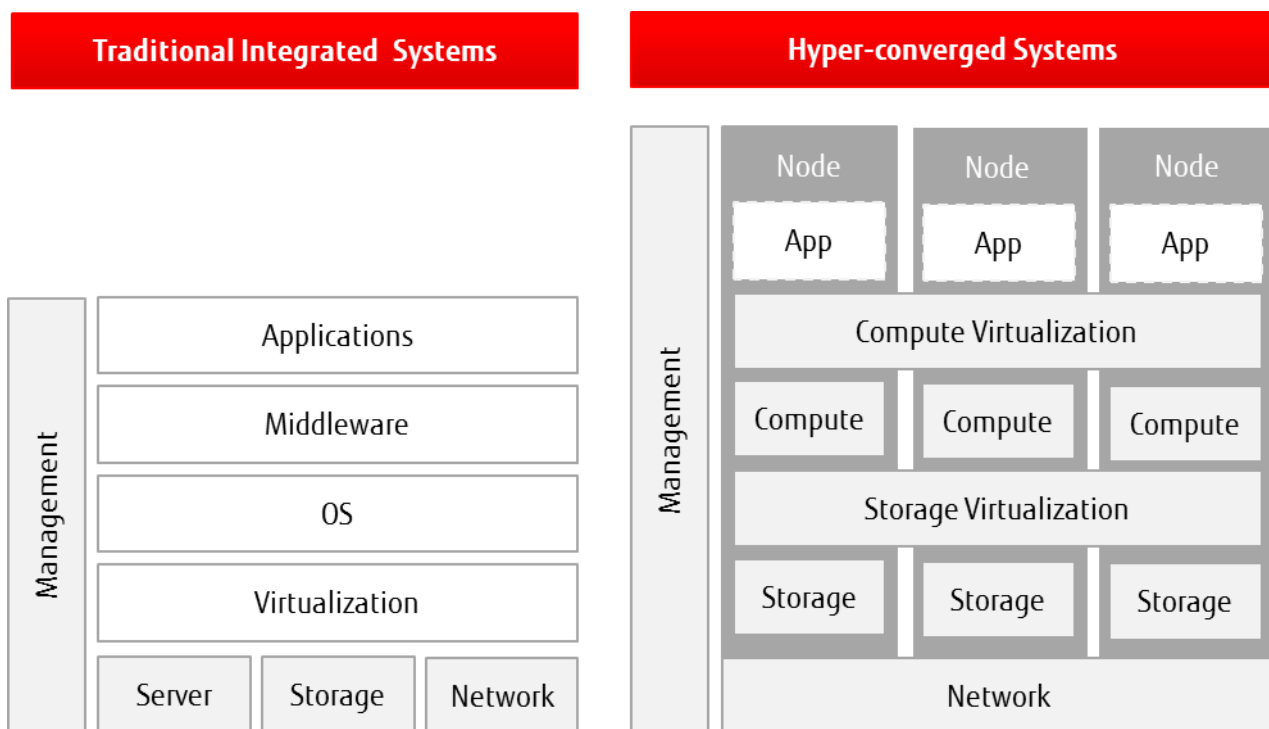 Traditional Integrated Systems
Management
Applications
Middleware
OS
Virtualization
Server Storage Network
Hyper-converged Systems
Management
Node Node Node
App App App
Compute Virtualization
Compute Compute Compute
Storage Virtualization
Storage Storage Storage
Network